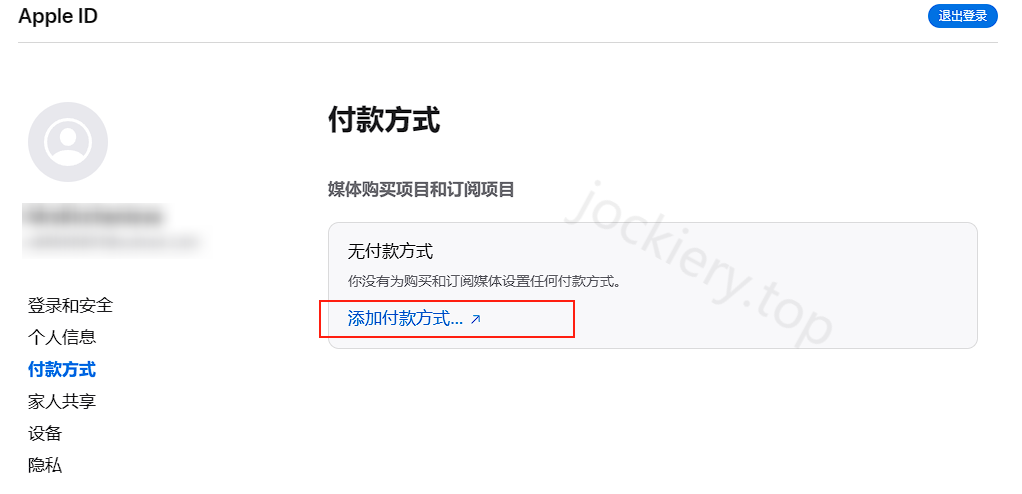 Apple ID
退出登录
付款方式
媒体购买项目和订阅项目
无付款方式
你没有为购买和订阅媒体设置任何付款方式。
添加付款方式... ↗
登录和安全
个人信息
付款方式
家人共享
设备
隐私
jockiery.top